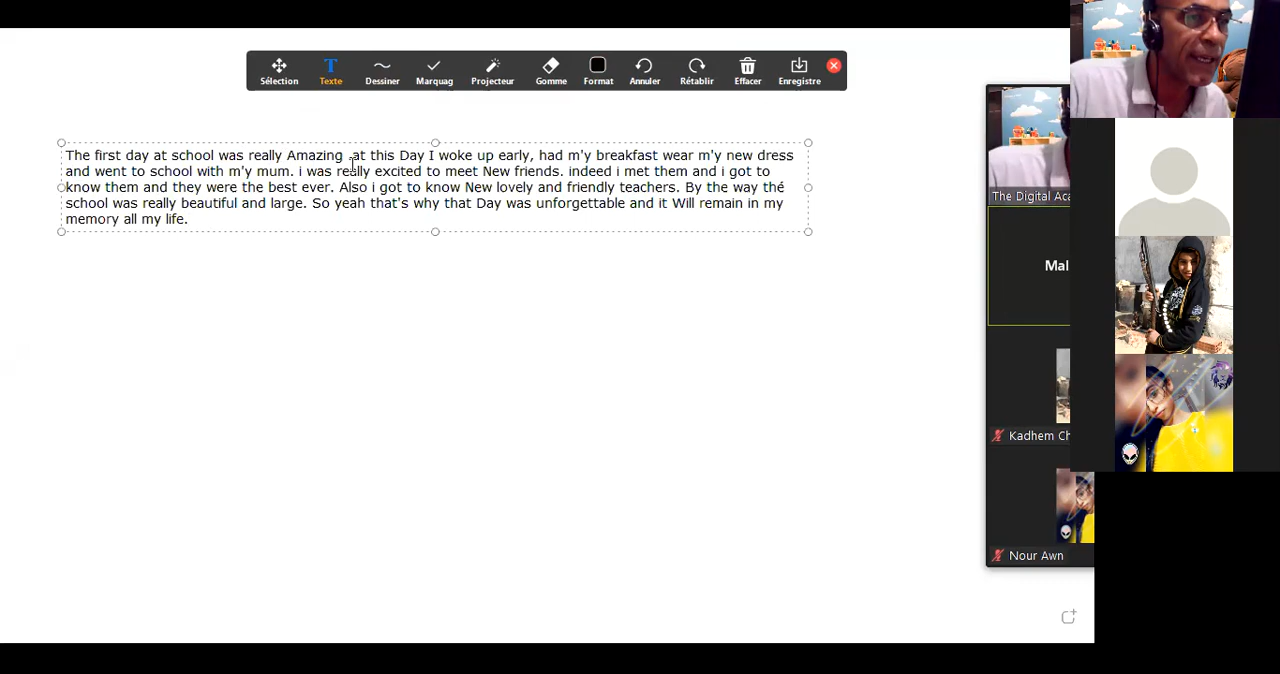 Sélection Texte Dessiner Marquag Projecteur Gomme Format Annuler Rétablir Effacer Enregistre
The first day at school was really Amazing  at this Day I woke up early, had m'y breakfast wear m'y new dress
and went to school with m'y mum. i was really excited to meet New friends. indeed i met them and i got to
know them and they were the best ever. Also i got to know New lovely and friendly teachers. By the way thé
school was really beautiful and large. So yeah that's why that Day was unforgettable and it Will remain in my
memory all my life.
The Digital Aca
Mal
Kadhem Ch
Nour Awn